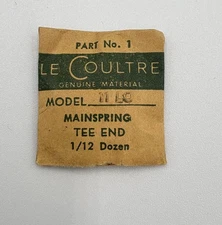 PART No. 1
LE COULTRE
GENUINE MATERIAL
MODEL 11 LC
MAINSPRING
TEE END
1/12 Dozen